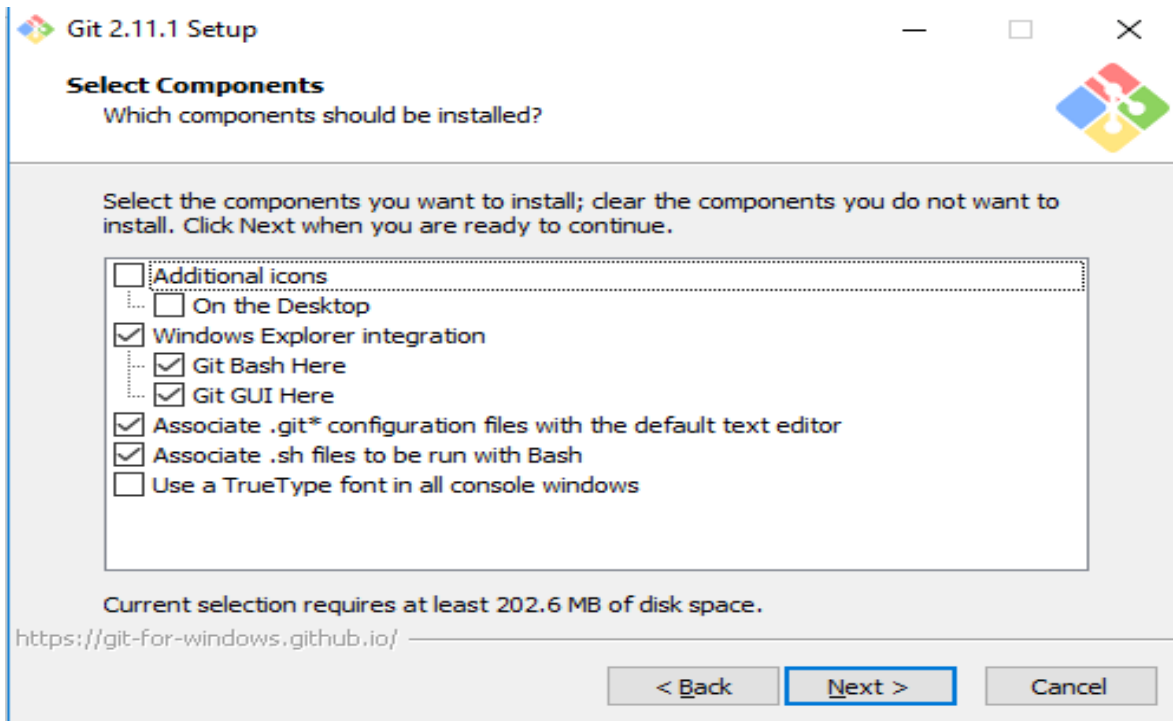 Git 2.11.1 Setup
Select Components
Which components should be installed?
Select the components you want to install; clear the components you do not want to
install. Click Next when you are ready to continue.
Additional icons
On the Desktop
Windows Explorer integration
Git Bash Here
Git GUI Here
Associate .git* configuration files with the default text editor
Associate .sh files to be run with Bash
Use a TrueType font in all console windows
Current selection requires at least 202.6 MB of disk space.
https://git-for-windows.github.io/
< Back Next > Cancel